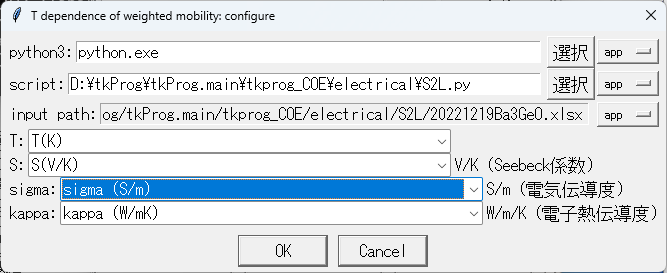 T dependence of weighted mobility: configure
python3: python.exe 選択 app
script: D:¥tkProg¥tkProg.main¥tkprog_COE¥electrical¥S2L.py 選択 app
input path: og/tkProg.main/tkprog_COE/electrical/S2L/20221219Ba3GeO.xlsx app
T: T(K)
S: S(V/K) V/K (Seebeck係数)
sigma: sigma (S/m) S/m (電気伝導度)
kappa: kappa (W/mK) W/m/K (電子熱伝導度)
OK Cancel